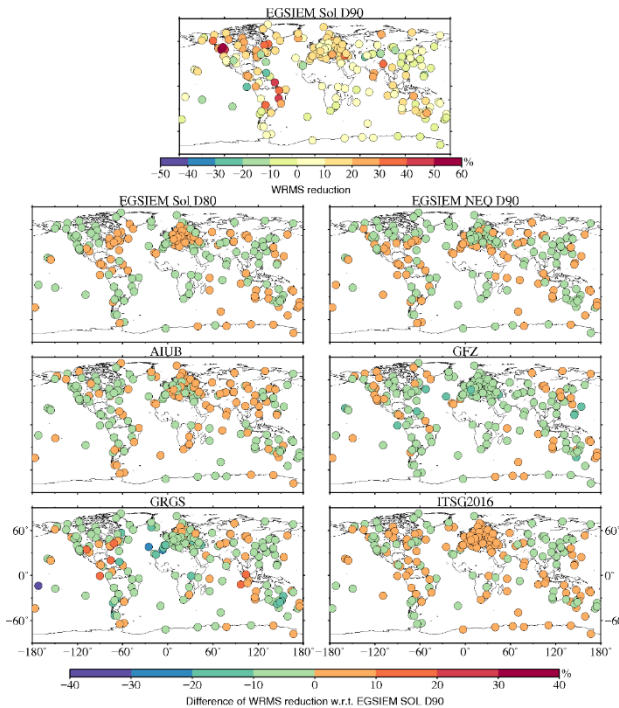 EGSIEM Sol D90
%
−50 −40 −30 −20 −10 0 10 20 30 40 50 60
WRMS reduction
EGSIEM Sol D80
EGSIEM NEQ D90
AIUB
GFZ
GRGS
ITSG2016
60°
0°
−60°
60°
0°
−60°
−180° −120° −60° 0° 60° 120° 180°
−180° −120° −60° 0° 60° 120° 180°
%
−40 −30 −20 −10 0 10 20 30 40
Difference of WRMS reduction w.r.t. EGSIEM SOL D90